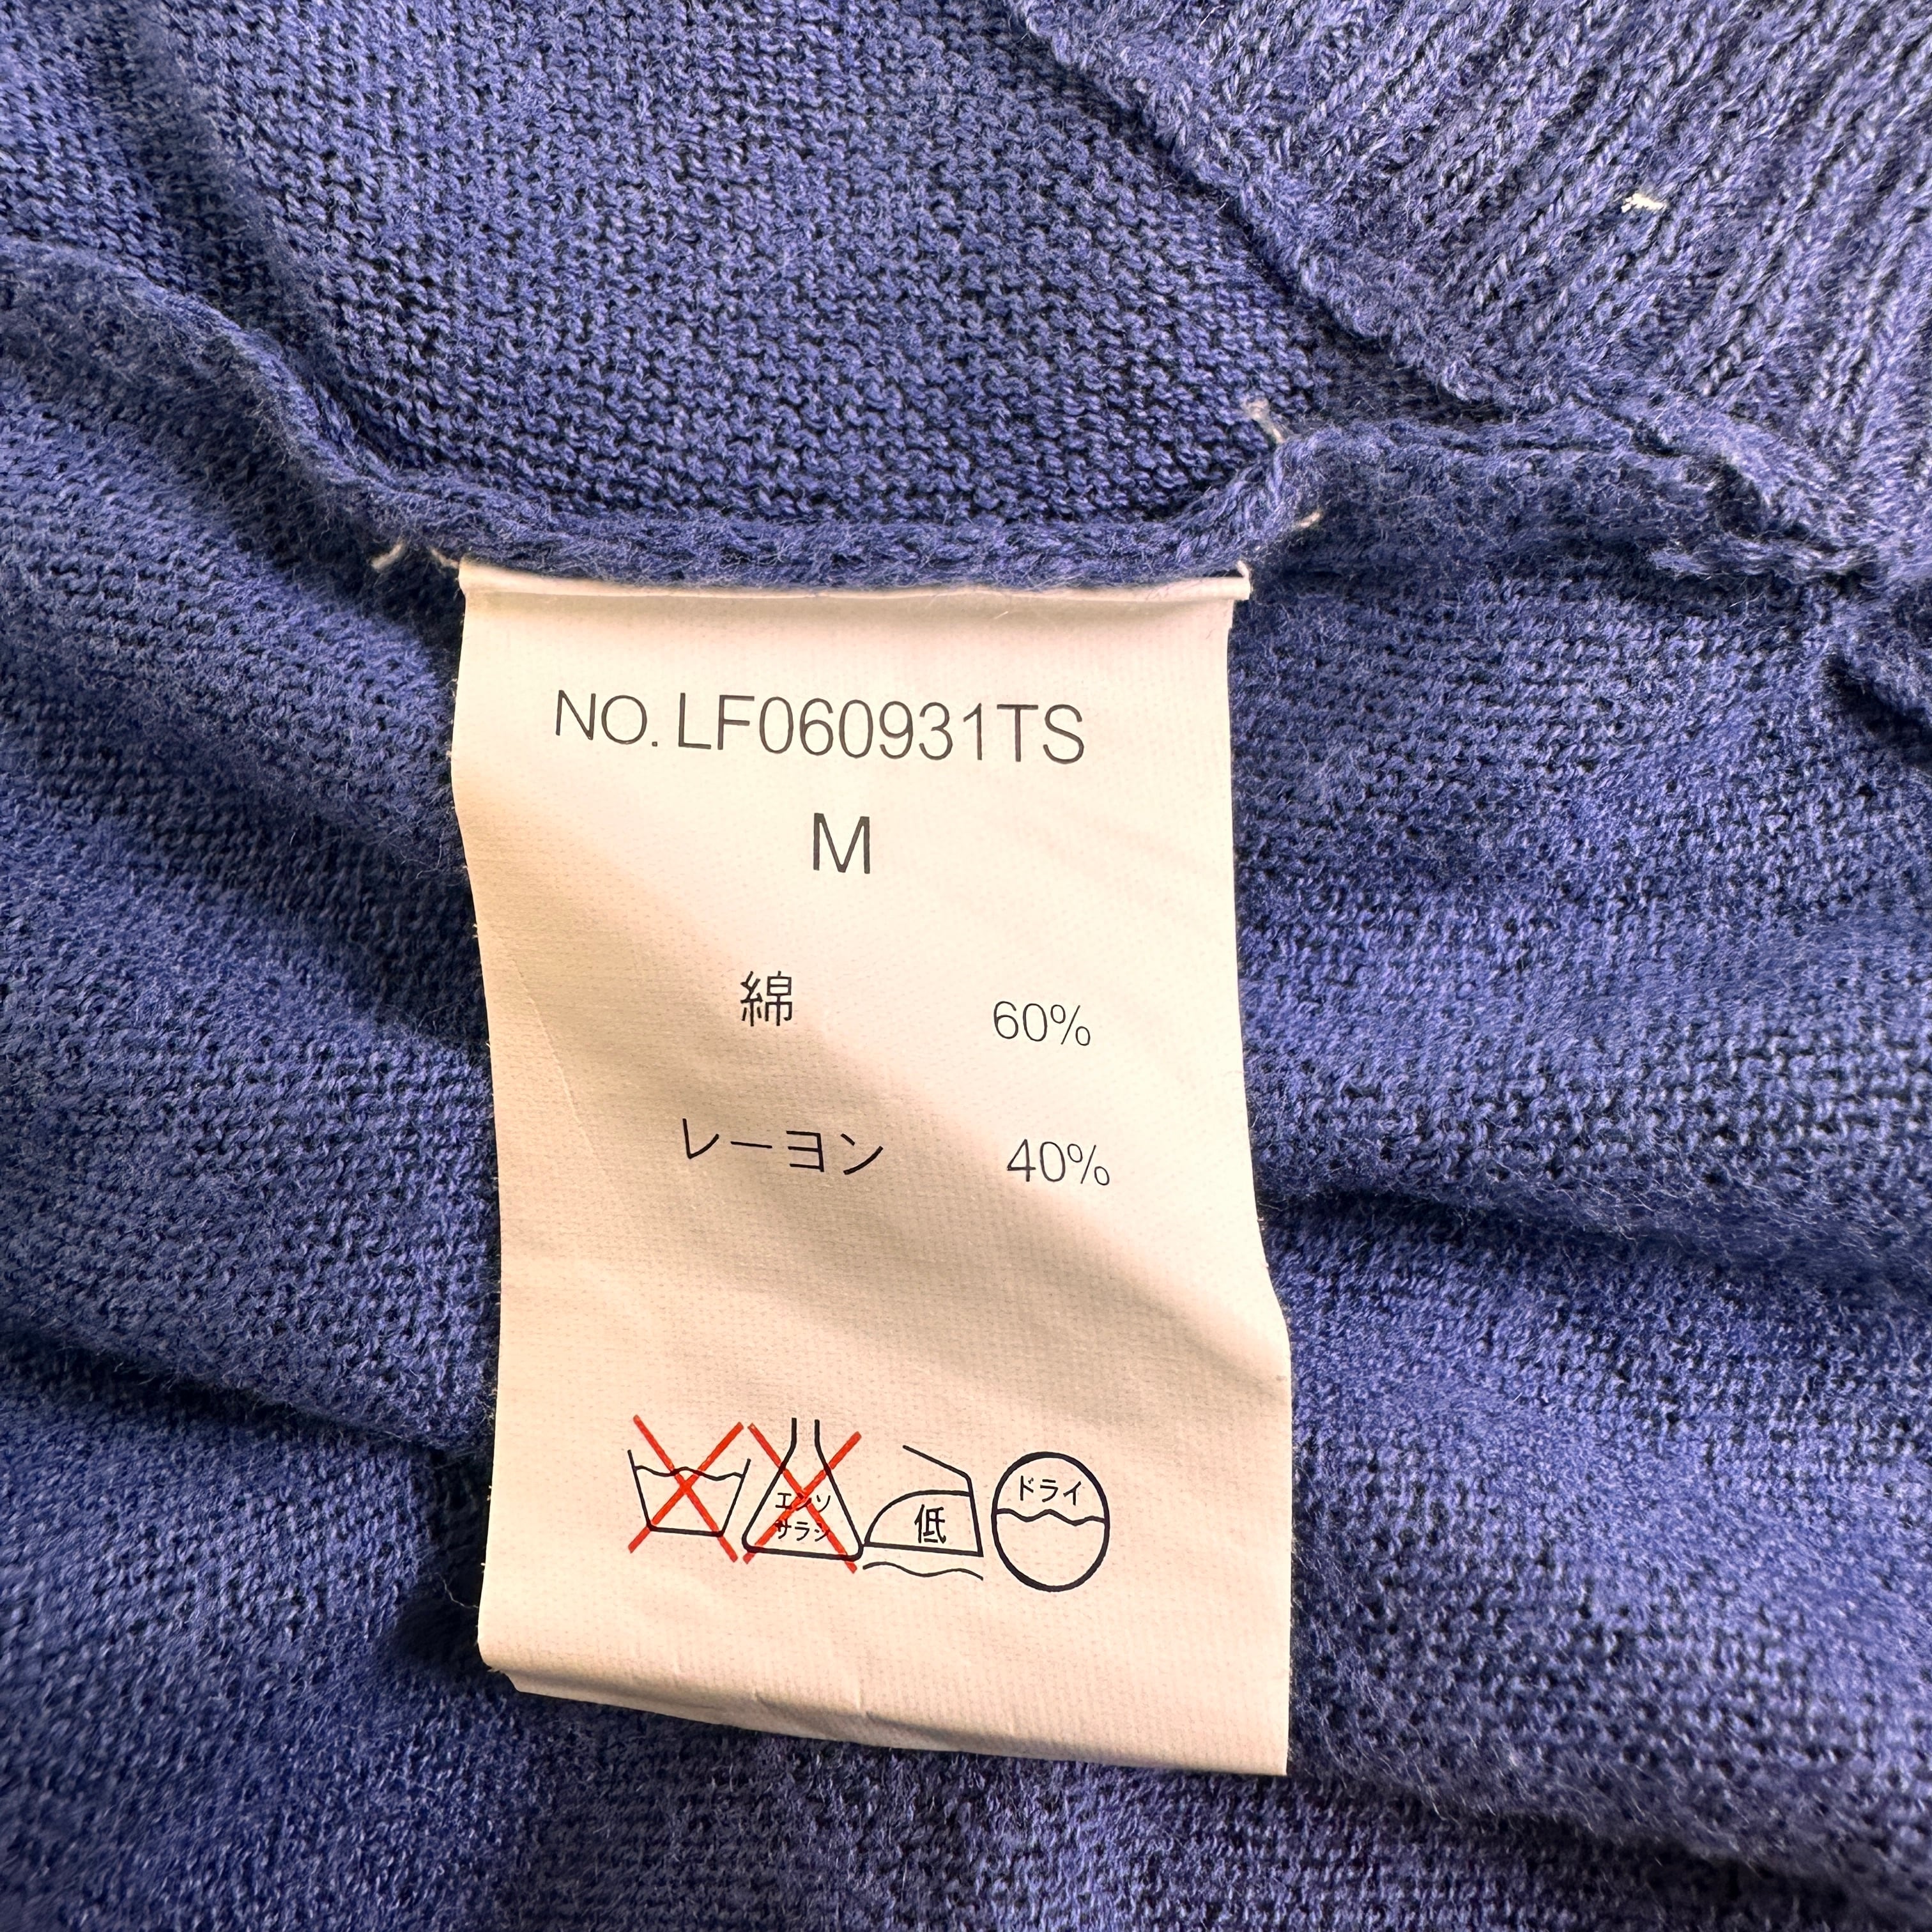 NO. LF060931TS
M
綿 60%
レーヨン 40%
エンソ
サラシ
低
ドライ